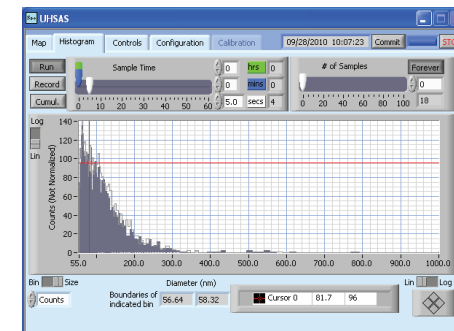 UHSAS
Map Histogram Controls Configuration Calibration 09/28/2010 10:07:23 Commit STO
Run Sample Time 0 hrs 0 # of Samples Forever
Record 0 mins 0 0
Cumul. 0 10 20 30 40 50 60 5.0 secs 4 0 20 40 60 80 100 18
Log
Lin
Counts (Not Normalized)
140
120
100
80
60
40
20
0
55.0 200.0 300.0 400.0 500.0 600.0 700.0 800.0 900.0 1000.0
Bin Size Diameter (nm) Lin Log
Counts Boundaries of indicated bin 56.64 58.32 Cursor 0 81.7 96